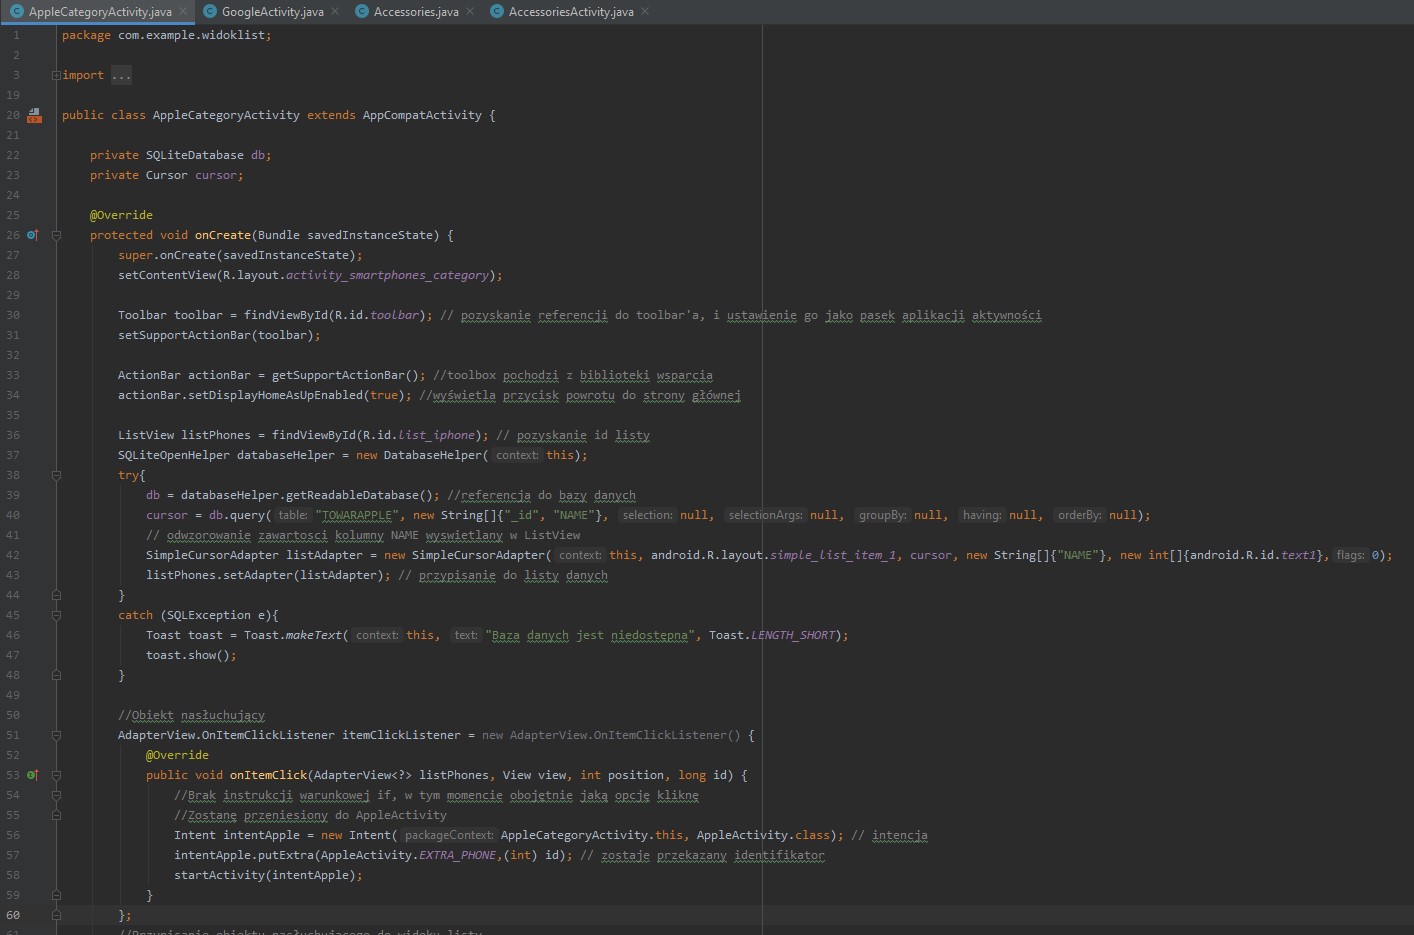 AppleCategoryActivity.java × GoogleActivity.java × Accessories.java × AccessoriesActivity.java ×
1 package com.example.widoklist;
2
3 import ...
19
20 public class AppleCategoryActivity extends AppCompatActivity {
21
22 private SQLiteDatabase db;
23 private Cursor cursor;
24
25 @Override
26 protected void onCreate(Bundle savedInstanceState) {
27 super.onCreate(savedInstanceState);
28 setContentView(R.layout.activity_smartphones_category);
29
30 Toolbar toolbar = findViewById(R.id.toolbar); // pozyskanie referencji do toolbar'a, i ustawienie go jako pasek aplikacji aktywności
31 setSupportActionBar(toolbar);
32
33 ActionBar actionBar = getSupportActionBar(); //toolbox pochodzi z biblioteki wsparcia
34 actionBar.setDisplayHomeAsUpEnabled(true); //wyświetla przycisk powrotu do strony głównej
35
36 ListView listPhones = findViewById(R.id.list_iphone); // pozyskanie id listy
37 SQLiteOpenHelper databaseHelper = new DatabaseHelper( context: this);
38 try{
39 db = databaseHelper.getReadableDatabase(); //referencja do bazy danych
40 cursor = db.query( table: "TOWARAPPLE", new String[]{"_id", "NAME"}, selection: null, selectionArgs: null, groupBy: null, having: null, orderBy: null);
41 // odwzorowanie zawartosci kolumny NAME wyswietlany w ListView
42 SimpleCursorAdapter listAdapter = new SimpleCursorAdapter( context: this, android.R.layout.simple_list_item_1, cursor, new String[]{"NAME"}, new int[]{android.R.id.text1}, flags: 0);
43 listPhones.setAdapter(listAdapter); // przypisanie do listy danych
44 }
45 catch (SQLException e){
46 Toast toast = Toast.makeText( context: this, text: "Baza danych jest niedostepna", Toast.LENGTH_SHORT);
47 toast.show();
48 }
49
50 //Obiekt nasłuchujący
51 AdapterView.OnItemClickListener itemClickListener = new AdapterView.OnItemClickListener() {
52 @Override
53 public void onItemClick(AdapterView<?> listPhones, View view, int position, long id) {
54 //Brak instrukcji warunkowej if, w tym momencie obojętnie jaką opcję kliknę
55 //Zostanę przeniesiony do AppleActivity
56 Intent intentApple = new Intent( packageContext: AppleCategoryActivity.this, AppleActivity.class); // intencja
57 intentApple.putExtra(AppleActivity.EXTRA_PHONE,(int) id); // zostaje przekazany identifikator
58 startActivity(intentApple);
59 }
60 };
61 //Przypisanie obiektu nasłuchującego do widoku listy